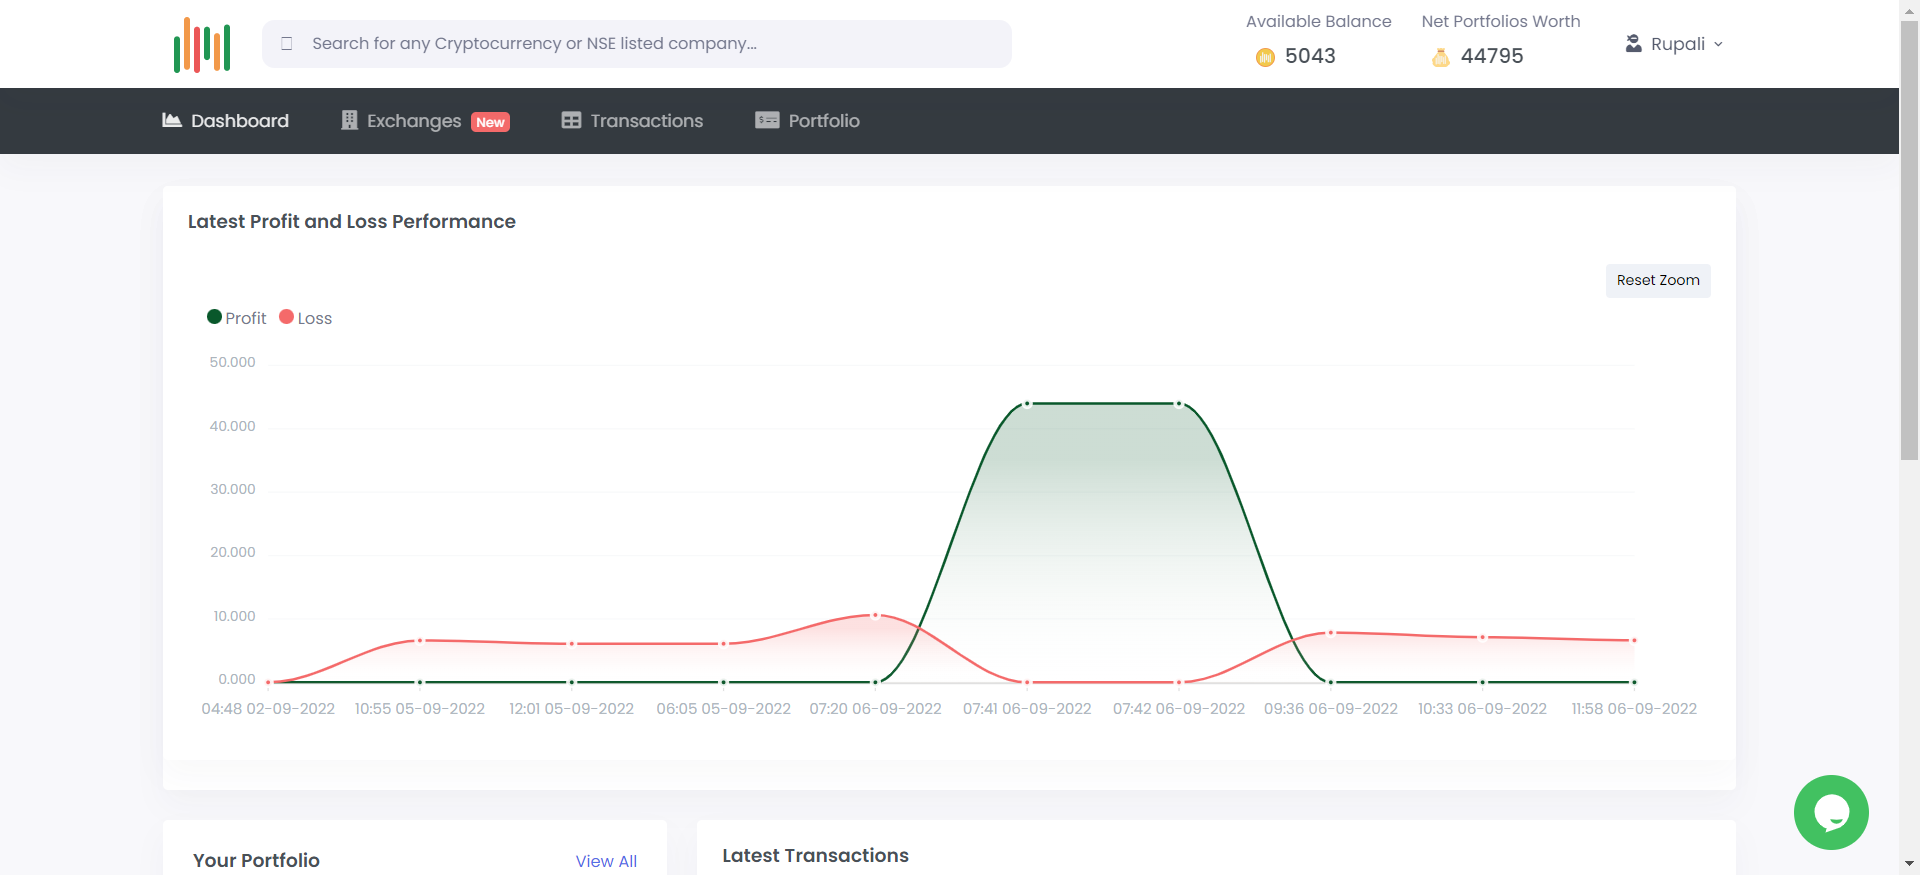 Search for any Cryptocurrency or NSE listed company...
Available Balance
5043
Net Portfolios Worth
44795
Rupali
Dashboard
Exchanges New
Transactions
Portfolio
Latest Profit and Loss Performance
Reset Zoom
Profit Loss
50.000
40.000
30.000
20.000
10.000
0.000
04:48 02-09-2022 10:55 05-09-2022 12:01 05-09-2022 06:05 05-09-2022 07:20 06-09-2022 07:41 06-09-2022 07:42 06-09-2022 09:36 06-09-2022 10:33 06-09-2022 11:58 06-09-2022
Your Portfolio
View All
Latest Transactions